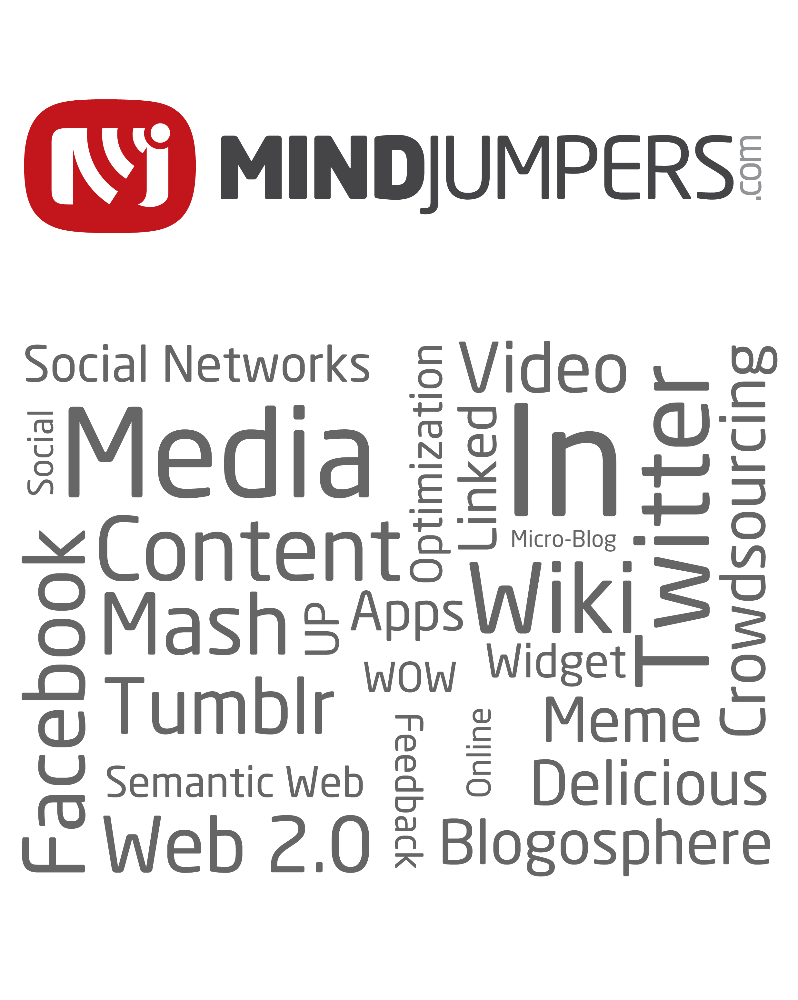 MINDJUMPERS.com
Social Networks
Social
Media
optimization
Video
Linked
In
Twitter
Crowdsourcing
Facebook
Content
Micro-Blog
Wiki
Mash
UP
Apps
Widget
WOW
Tumblr
Meme
Feedback
Online
Semantic Web
Delicious
Web 2.0
Blogosphere